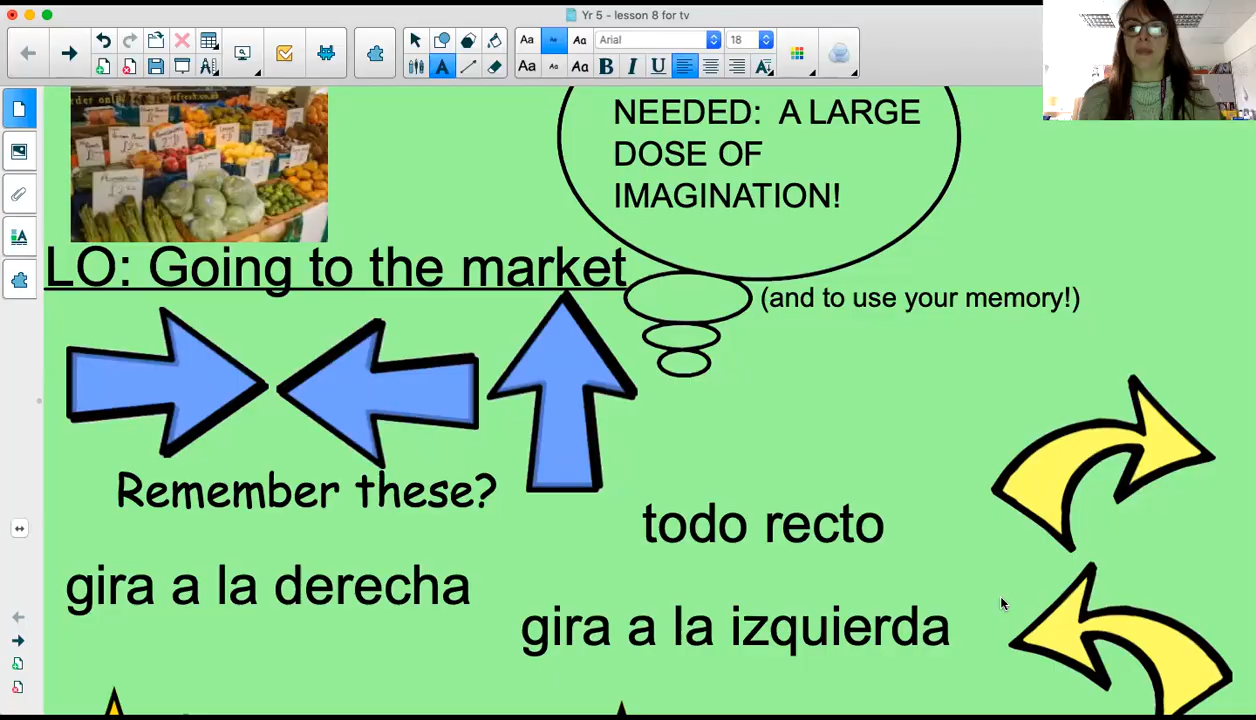 Yr 5 - lesson 8 for tv
Arial
18
NEEDED: A LARGE
DOSE OF
IMAGINATION!
LO: Going to the market
(and to use your memory!)
Remember these?
todo recto
gira a la derecha
gira a la izquierda